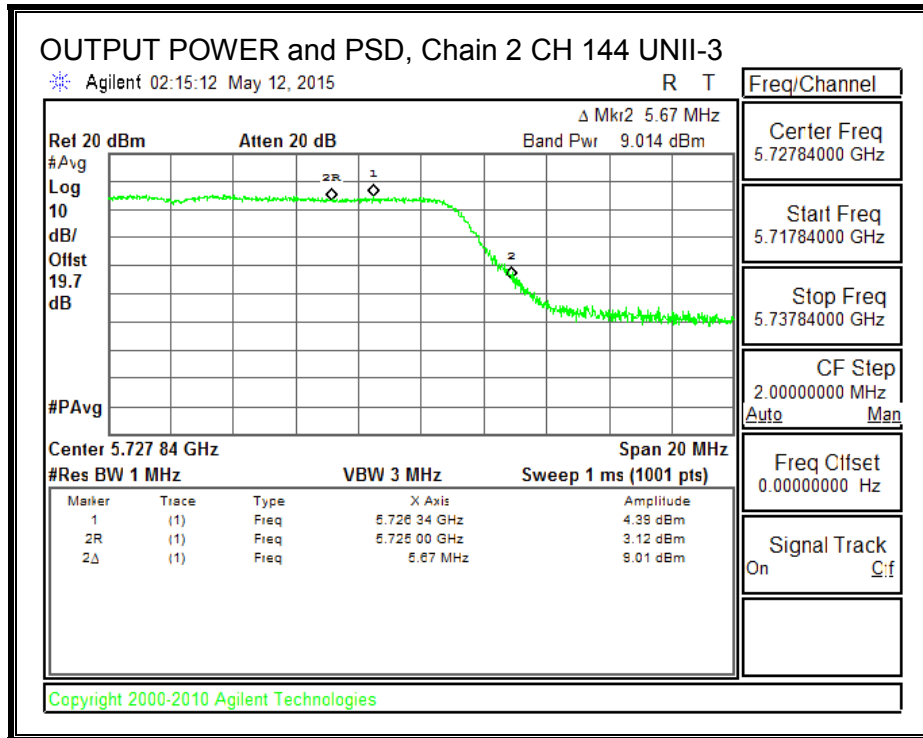 OUTPUT POWER and PSD, Chain 2 CH 144 UNII-3
Agilent 02:15:12 May 12, 2015 R T
Freq/Channel
Δ Mkr2 5.67 MHz
Ref 20 dBm Atten 20 dB Band Pwr 9.014 dBm
#Avg
Log
10
dB/
Offst
19.7
dB
2R 1
2
#PAvg
Center 5.727 84 GHz Span 20 MHz
#Res BW 1 MHz VBW 3 MHz Sweep 1 ms (1001 pts)
Marker Trace Type X Axis Amplitude
1 (1) Freq 5.726 34 GHz 4.39 dBm
2R (1) Freq 5.725 00 GHz 3.12 dBm
2Δ (1) Freq 5.67 MHz 9.01 dBm
Center Freq
5.72784000 GHz
Start Freq
5.71784000 GHz
Stop Freq
5.73784000 GHz
CF Step
2.00000000 MHz
Auto Man
Freq Offset
0.00000000 Hz
Signal Track
On Off
Copyright 2000-2010 Agilent Technologies